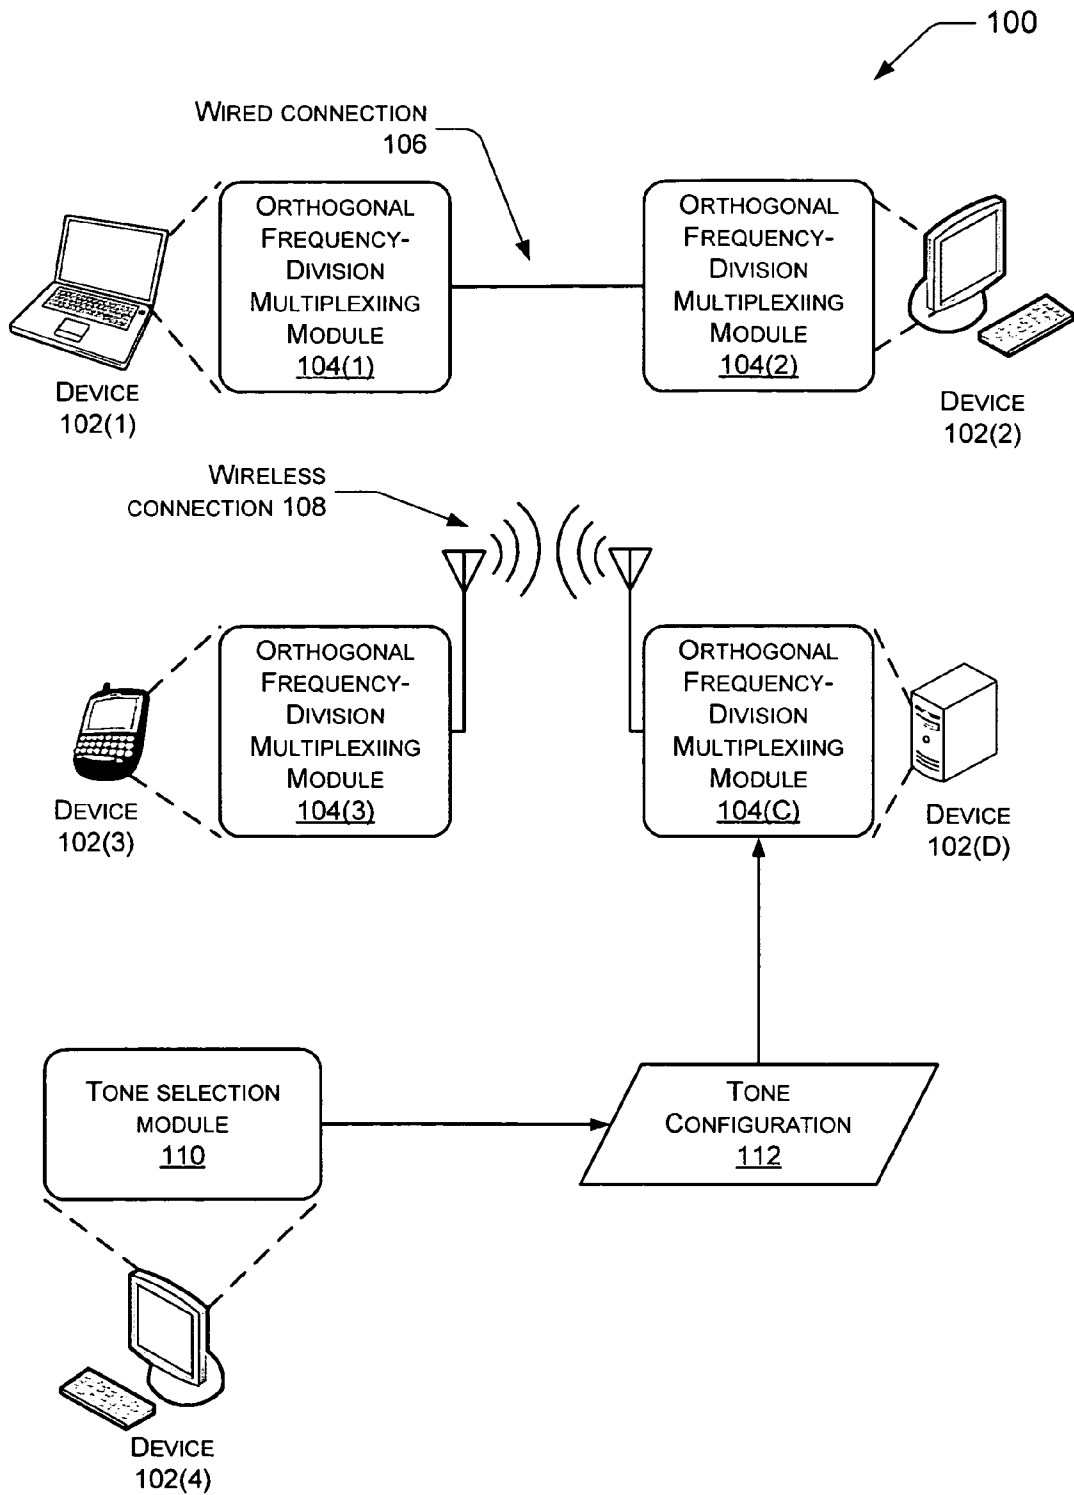 100
WIRED CONNECTION
106
ORTHOGONAL
FREQUENCY-
DIVISION
MULTIPLEXIING
MODULE
104(1)
ORTHOGONAL
FREQUENCY-
DIVISION
MULTIPLEXIING
MODULE
104(2)
DEVICE
102(1)
DEVICE
102(2)
WIRELESS
CONNECTION 108
ORTHOGONAL
FREQUENCY-
DIVISION
MULTIPLEXIING
MODULE
104(3)
ORTHOGONAL
FREQUENCY-
DIVISION
MULTIPLEXIING
MODULE
104(C)
DEVICE
102(3)
DEVICE
102(D)
TONE SELECTION
MODULE
110
TONE
CONFIGURATION
112
DEVICE
102(4)